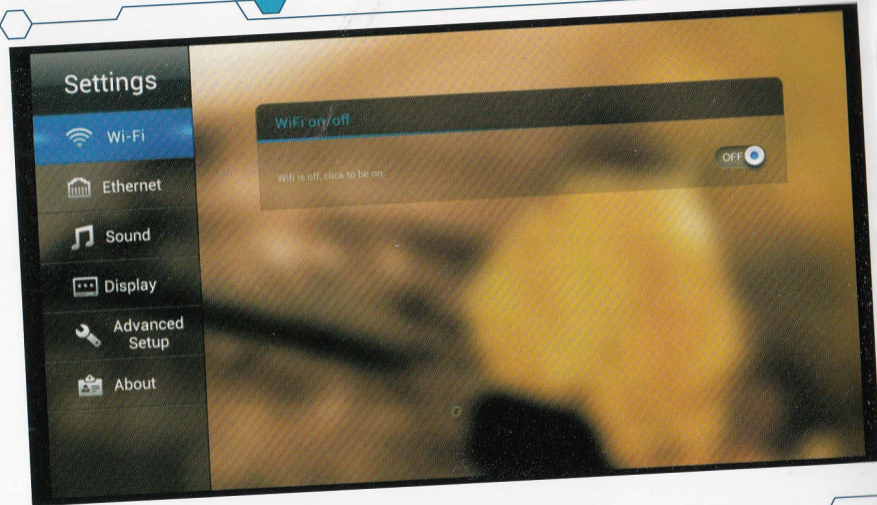 Settings
Wi-Fi
Ethernet
Sound
Display
Advanced
Setup
About
WiFi on/off
Wifi is off, click to be on.
OFF